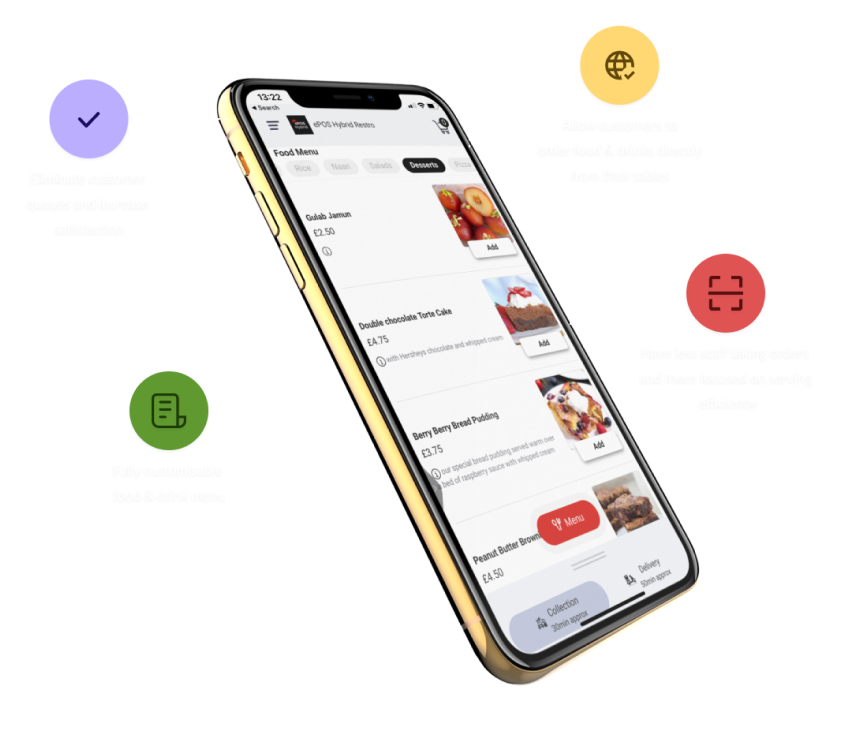 13:22
Search
ePOS Hybrid Restro
0
Food Menu
Rice Naan Salads Desserts Pizza
Gulab Jamun
£2.50
Add
Double chocolate Torte Cake
£4.75
with Hersheys chocolate and whipped cream
Add
Berry Berry Bread Pudding
£3.75
our special bread pudding served warm over
bed of raspberry sauce with whipped cream
Add
Menu
Peanut Butter
£4.50
Collection
30min approx
Delivery
50min approx
Eliminate customer
queues and increase
satisfaction
Allow customers to
order food & drinks directly
from their tables
Have less staff taking orders
and more focused on serving
efficiently
Fully customisable
food & drink menu